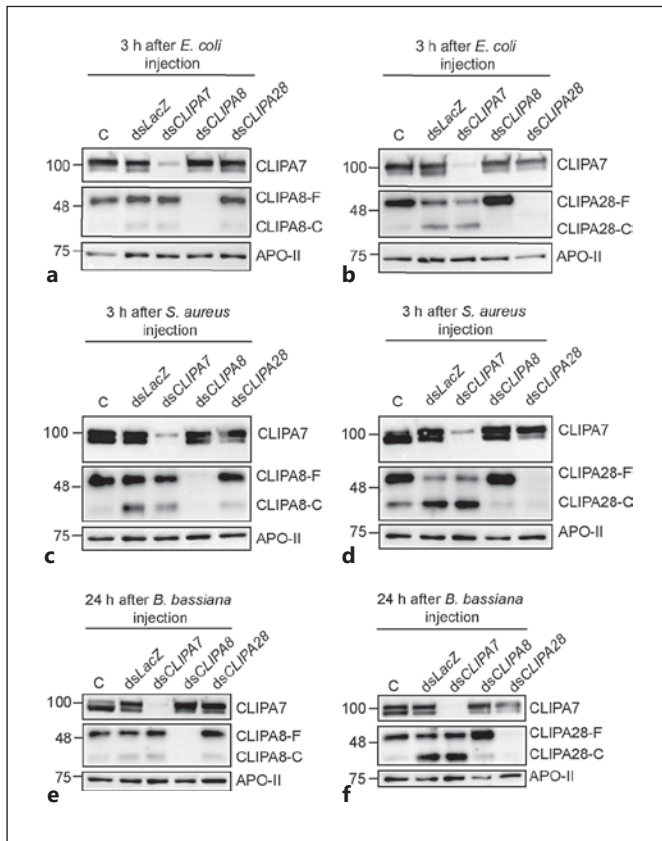 3 h after E. coli
injection
C dsLacZ dsCLIPA7 dsCLIPA8 dsCLIPA28
100 CLIPA7
48 CLIPA8-F
CLIPA8-C
75 APO-II
a
3 h after E. coli
injection
C dsLacZ dsCLIPA7 dsCLIPA8 dsCLIPA28
100 CLIPA7
48 CLIPA28-F
CLIPA28-C
75 APO-II
b
3 h after S. aureus
injection
C dsLacZ dsCLIPA7 dsCLIPA8 dsCLIPA28
100 CLIPA7
48 CLIPA8-F
CLIPA8-C
75 APO-II
c
3 h after S. aureus
injection
C dsLacZ dsCLIPA7 dsCLIPA8 dsCLIPA28
100 CLIPA7
48 CLIPA28-F
CLIPA28-C
75 APO-II
d
24 h after B. bassiana
injection
C dsLacZ dsCLIPA7 dsCLIPA8 dsCLIPA28
100 CLIPA7
48 CLIPA8-F
CLIPA8-C
75 APO-II
e
24 h after B. bassiana
injection
C dsLacZ dsCLIPA7 dsCLIPA8 dsCLIPA28
100 CLIPA7
48 CLIPA28-F
CLIPA28-C
75 APO-II
f